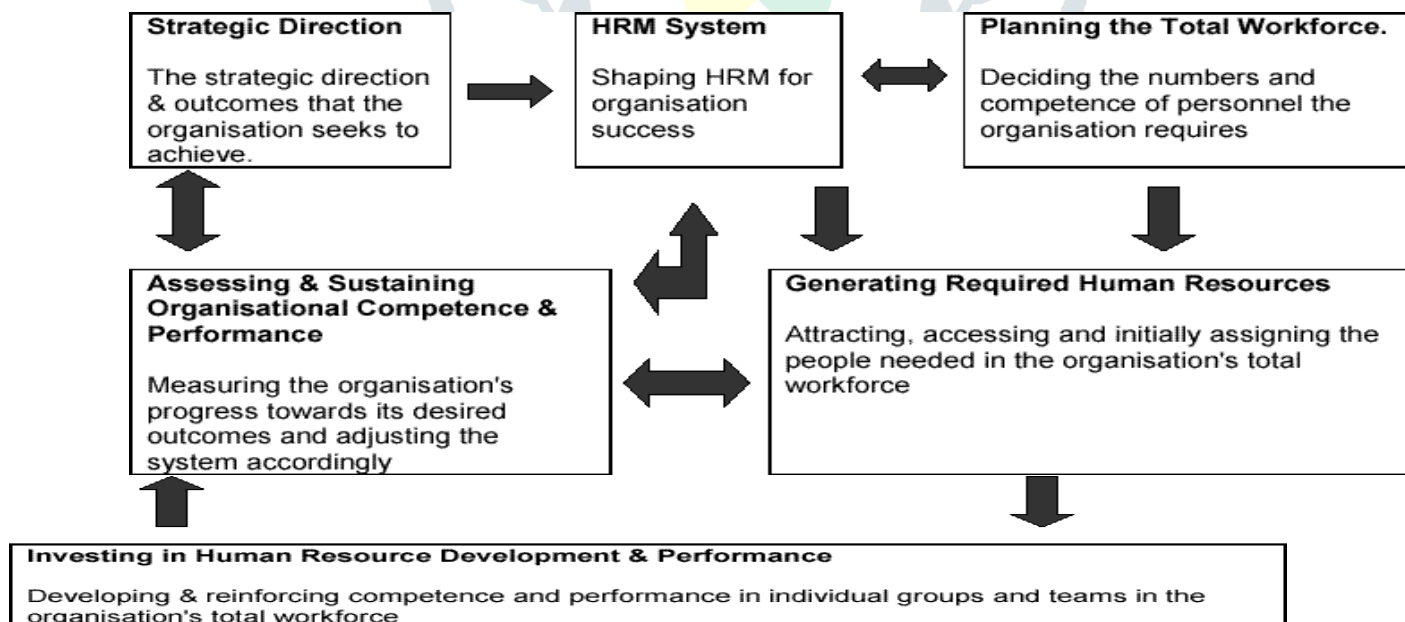 Strategic Direction
The strategic direction
& outcomes that the
organisation seeks to
achieve.
HRM System
Shaping HRM for
organisation
success
Planning the Total Workforce.
Deciding the numbers and
competence of personnel the
organisation requires
Assessing & Sustaining
Organisational Competence &
Performance
Measuring the organisation's
progress towards its desired
outcomes and adjusting the
system accordingly
Generating Required Human Resources
Attracting, accessing and initially assigning the
people needed in the organisation's total
workforce
Investing in Human Resource Development & Performance
Developing & reinforcing competence and performance in individual groups and teams in the
organisation's total workforce